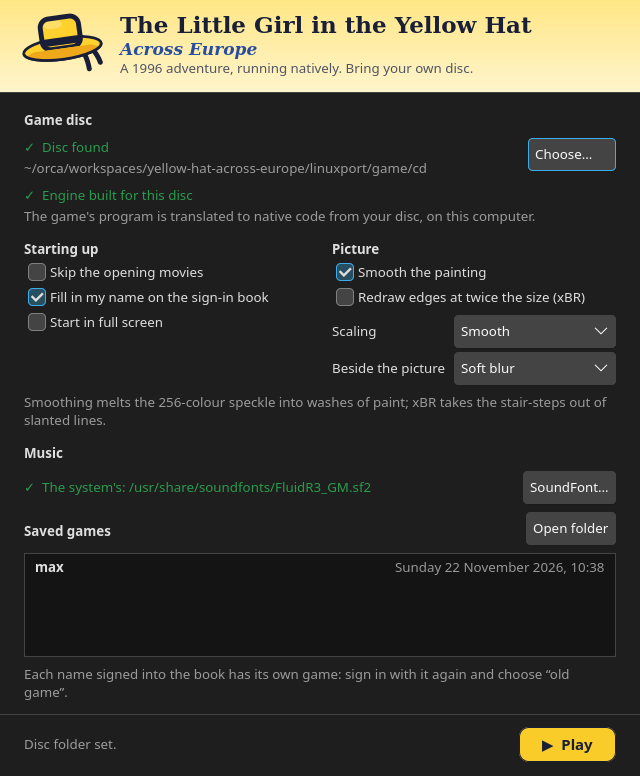 The Little Girl in the Yellow Hat
Across Europe
A 1996 adventure, running natively. Bring your own disc.
Game disc
✓ Disc found
Choose...
~/orca/workspaces/yellow-hat-across-europe/linuxport/game/cd
✓ Engine built for this disc
The game's program is translated to native code from your disc, on this computer.
Starting up
Skip the opening movies
Fill in my name on the sign-in book
Start in full screen
Picture
Smooth the painting
Redraw edges at twice the size (xBR)
Scaling Smooth
Beside the picture Soft blur
Smoothing melts the 256-colour speckle into washes of paint; xBR takes the stair-steps out of
slanted lines.
Music
✓ The system's: /usr/share/soundfonts/FluidR3_GM.sf2 SoundFont...
Saved games Open folder
max Sunday 22 November 2026, 10:38
Each name signed into the book has its own game: sign in with it again and choose “old
game”.
Disc folder set. ▶ Play